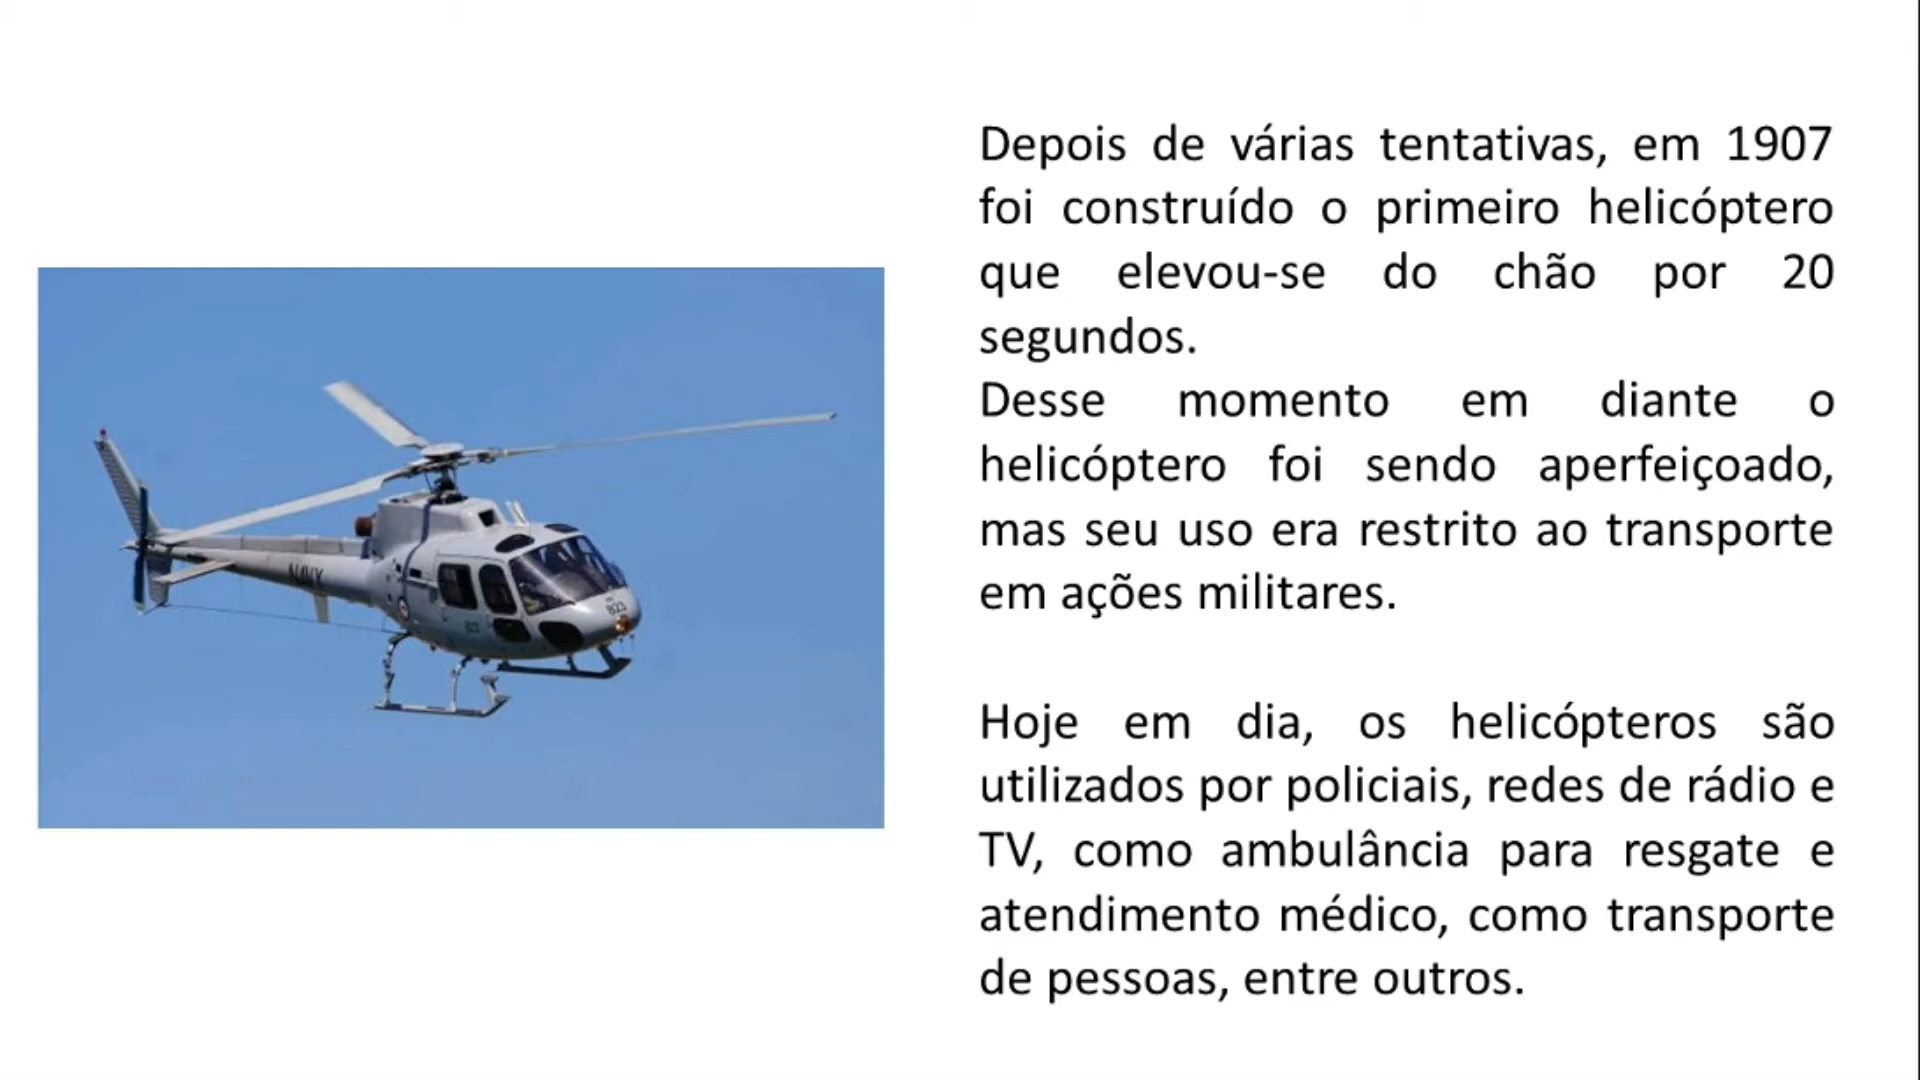 Depois de várias tentativas, em 1907
foi construído o primeiro helicóptero
que elevou-se do chão por 20
segundos.
Desse momento em diante o
helicóptero foi sendo aperfeiçoado,
mas seu uso era restrito ao transporte
em ações militares.
Hoje em dia, os helicópteros são
utilizados por policiais, redes de rádio e
TV, como ambulância para resgate e
atendimento médico, como transporte
de pessoas, entre outros.
NAVY
823